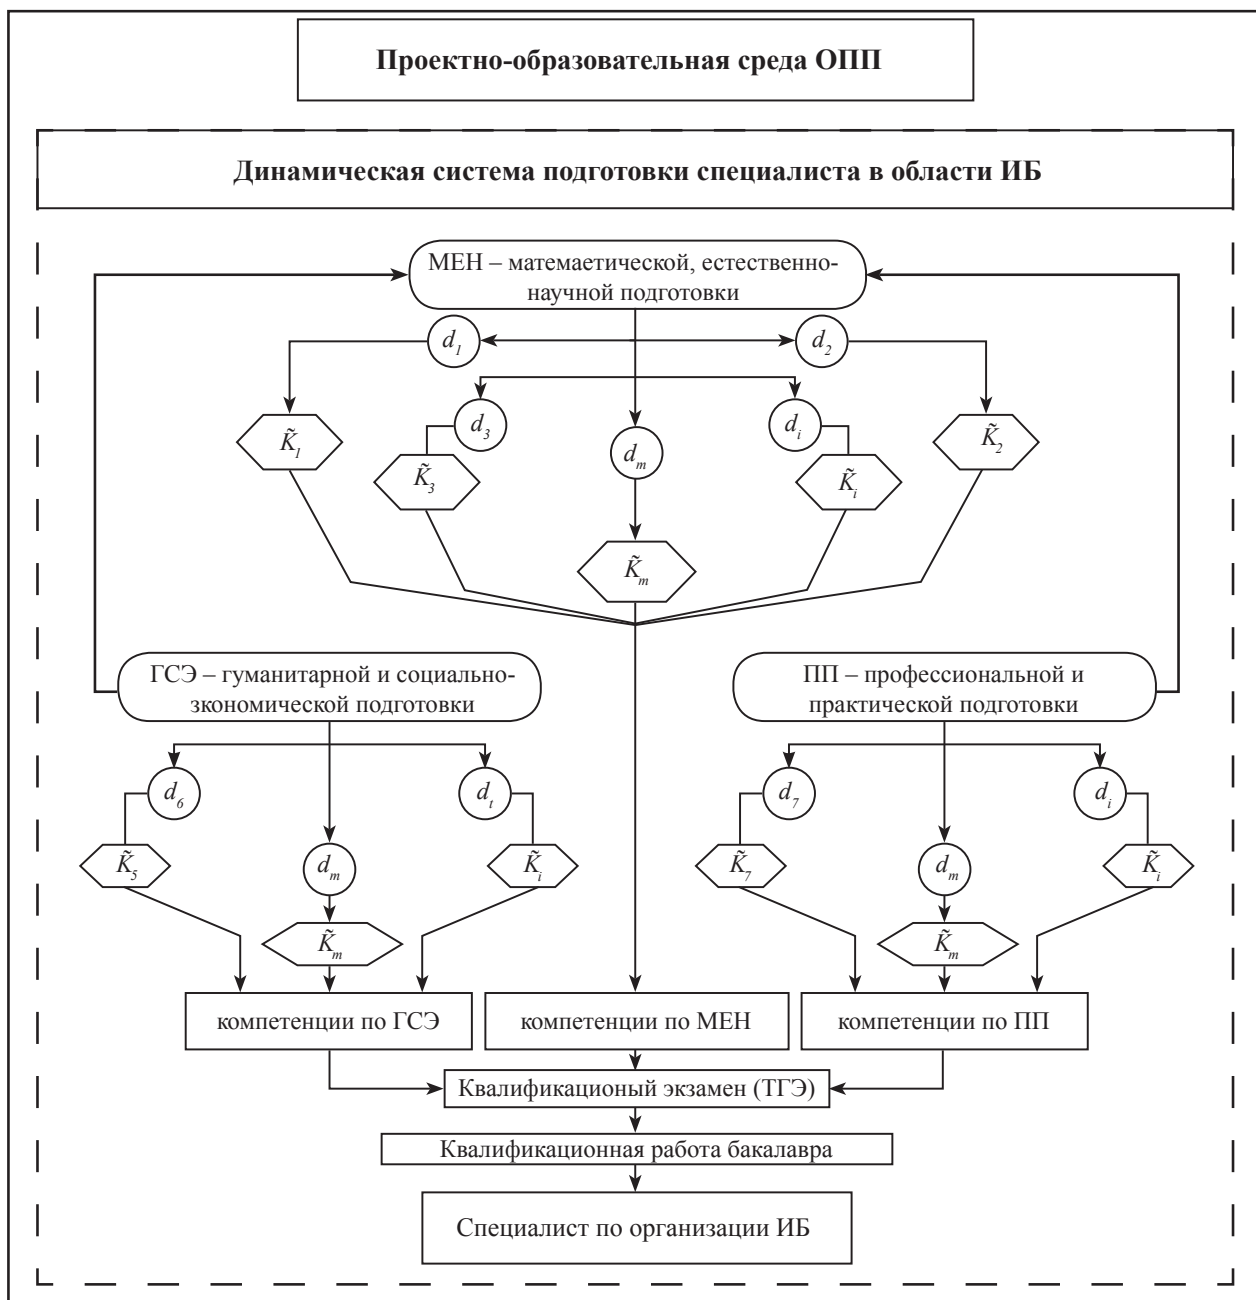 Проектно-образовательная среда ОПП
Динамическая система подготовки специалиста в области ИБ
МЕН – матемаетической, естественно-
научной подготовки
d₁
d₂
d₃
dᵢ
K̃₁
K̃₂
dₘ
K̃₃
K̃ᵢ
K̃ₘ
ГСЭ – гуманитарной и социально-
зкономической подготовки
ПП – профессиональной и
практической подготовки
d₆
dₜ
d₇
dᵢ
K̃₅
dₘ
K̃ᵢ
K̃₇
dₘ
K̃ᵢ
K̃ₘ
K̃ₘ
компетенции по ГСЭ
компетенции по МЕН
компетенции по ПП
Квалификационый экзамен (ТГЭ)
Квалификационная работа бакалавра
Специалист по организации ИБ